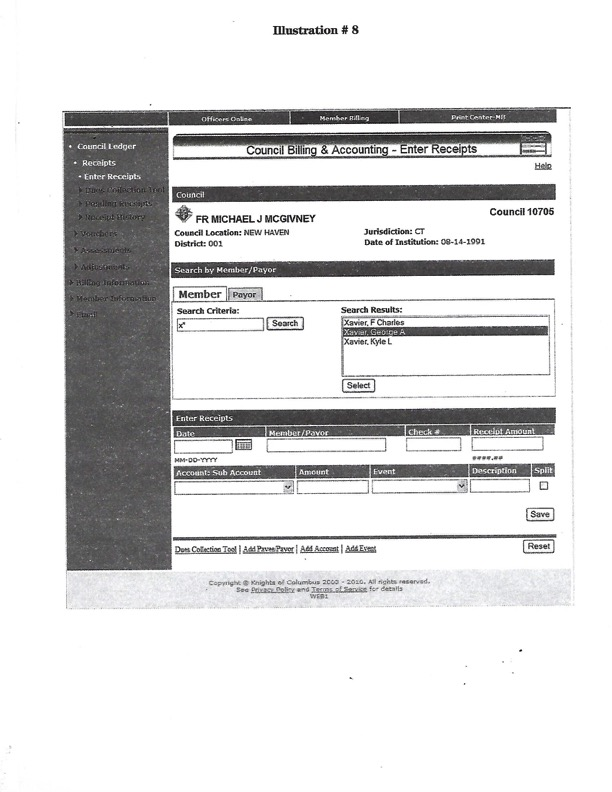 Illustration # 8
Officers Online Member Billing Print Center-MB
Council Ledger
Receipts
Enter Receipts
Dues Collection Tool
Pending Receipts
Receipt History
Vouchers
Assessments
Adjustments
Billing Information
Member Information
Email
Council Billing & Accounting - Enter Receipts
Help
Council
FR MICHAEL J MCGIVNEY
Council 10705
Council Location: NEW HAVEN Jurisdiction: CT
District: 001 Date of Institution: 08-14-1991
Search by Member/Payor
Member Payor
Search Criteria:
x*
Search
Search Results:
Xavier, F Charles
Xavier, George A
Xavier, Kyle L
Select
Enter Receipts
Date Member/Payor Check # Receipt Amount
MM-DD-YYYY ####.##
Account: Sub Account Amount Event Description Split
Save
Dues Collection Tool | Add Payee/Payor | Add Account | Add Event
Reset
Copyright © Knights of Columbus 2003 - 2010. All rights reserved.
See Privacy Policy and Terms of Service for details
WEB1